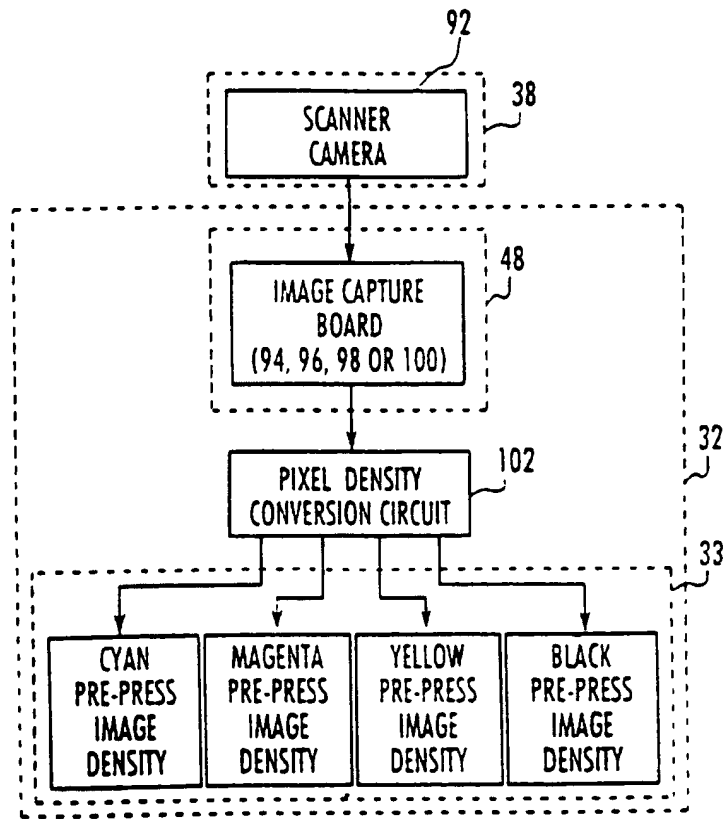 92
SCANNER
CAMERA
38
IMAGE CAPTURE
BOARD
(94, 96, 98 OR 100)
48
PIXEL DENSITY
CONVERSION CIRCUIT
102
32
33
CYAN
PRE-PRESS
IMAGE
DENSITY
MAGENTA
PRE-PRESS
IMAGE
DENSITY
YELLOW
PRE-PRESS
IMAGE
DENSITY
BLACK
PRE-PRESS
IMAGE
DENSITY